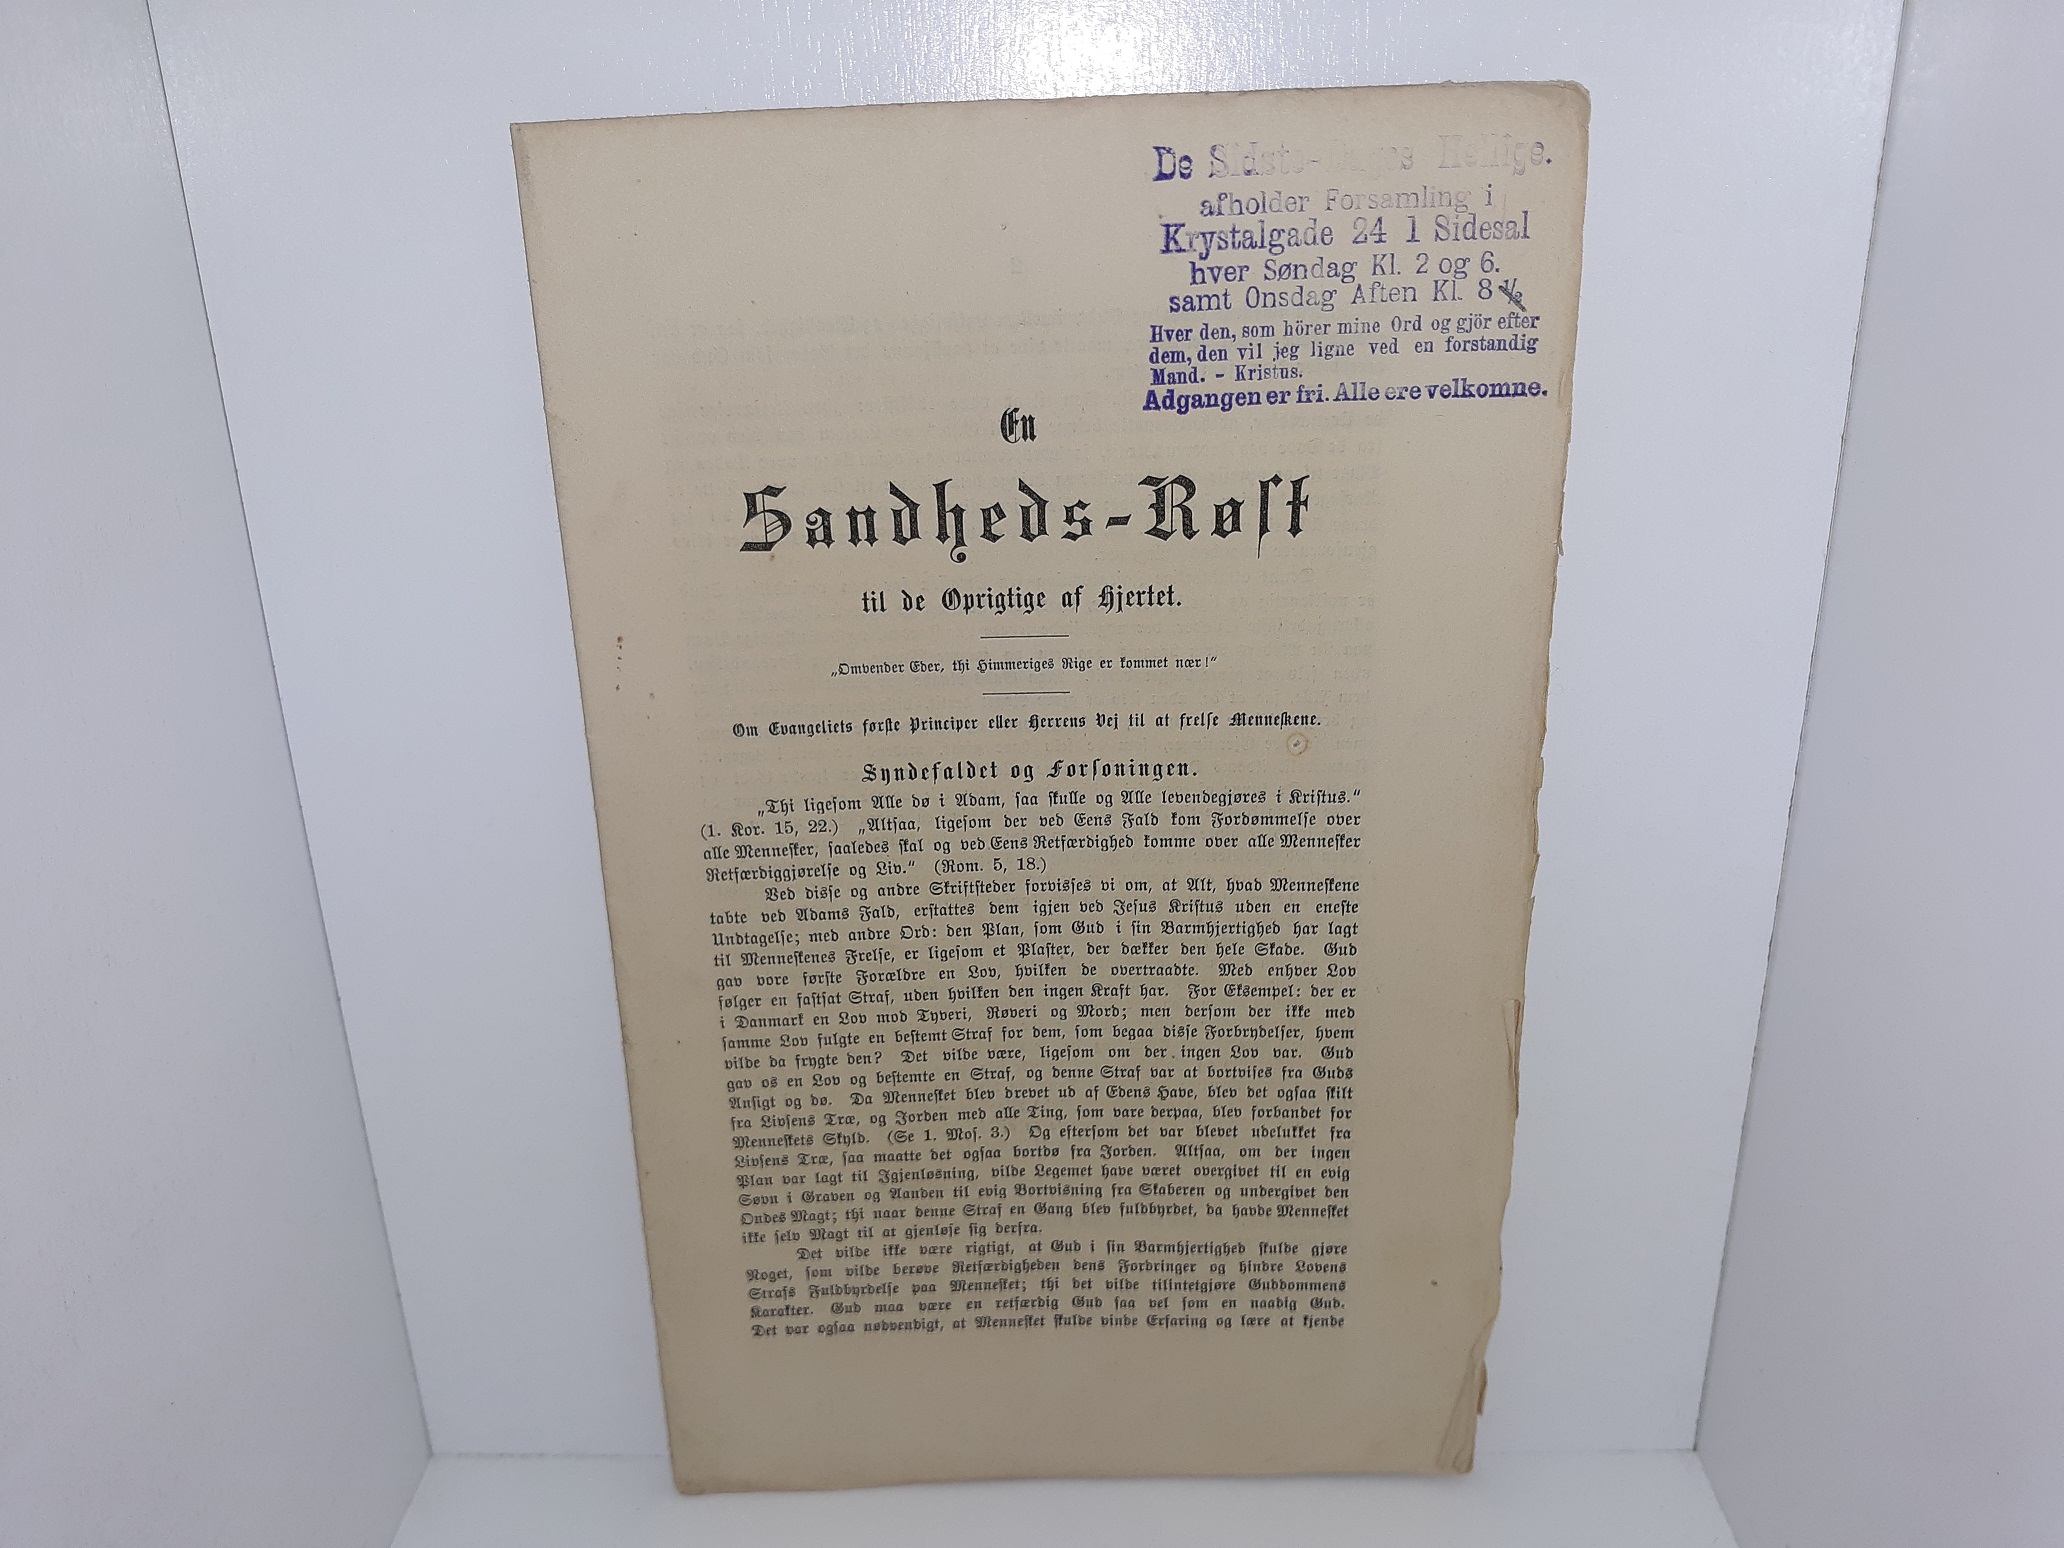 De Sidste-Dages Hellige.
afholder Forsamling i
Krystalgade 24 1 Sidesal
hver Søndag Kl. 2 og 6.
samt Onsdag Aften Kl. 8 ½
Hver den, som hörer mine Ord og gjör efter
dem, den vil jeg ligne ved en forstandig
Mand. - Kristus.
Adgangen er fri. Alle ere velkomne.
En
Sandheds-Røſt
til de Oprigtige af Hjertet.
„Omvender Eder, thi Himmeriges Rige er kommet nær!“
Om Evangeliets førſte Principer eller Herrens Vej til at frelſe Menneſkene.
Syndefaldet og Forſoningen.
„Thi ligeſom Alle dø i Adam, ſaa ſkulle og Alle levendegjøres i Kriſtus.“
(1. Kor. 15, 22.) „Altſaa, ligeſom der ved Eens Fald kom Fordømmelſe over
alle Menneſker, ſaaledes ſkal og ved Eens Retfærdighed komme over alle Menneſker
Retfærdiggjørelſe og Liv.“ (Rom. 5, 18.)
Ved disſe og andre Skriftſteder forvisſes vi om, at Alt, hvad Menneſkene
tabte ved Adams Fald, erſtattes dem igjen ved Jeſus Kriſtus uden en eneſte
Undtagelſe; med andre Ord: den Plan, ſom Gud i ſin Barmhjertighed har lagt
til Menneſkenes Frelſe, er ligeſom et Plaſter, der dækker den hele Skade. Gud
gav vore førſte Forældre en Lov, hvilken de overtraadte. Med enhver Lov
følger en faſtſat Straf, uden hvilken den ingen Kraft har. For Ekſempel: der er
i Danmark en Lov mod Tyveri, Røveri og Mord; men derſom der ikke med
ſamme Lov fulgte en beſtemt Straf for dem, ſom begaa disſe Forbrydelſer, hvem
vilde da frygte den? Det vilde være, ligeſom om der ingen Lov var. Gud
gav os en Lov og beſtemte en Straf, og denne Straf var at bortviſes fra Guds
Anſigt og dø. Da Menneſket blev drevet ud af Edens Have, blev det ogſaa ſkilt
fra Livſens Træ, og Jorden med alle Ting, ſom vare derpaa, blev forbandet for
Menneſkets Skyld. (Se 1. Moſ. 3.) Og efterſom det var blevet udelukket fra
Livſens Træ, ſaa maatte det ogſaa bortdø fra Jorden. Altſaa, om der ingen
Plan var lagt til Igjenløsning, vilde Legemet have været overgivet til en evig
Søvn i Graven og Aanden til evig Bortvisning fra Skaberen og undergivet den
Ondes Magt; thi naar denne Straf en Gang blev fuldbyrdet, da havde Menneſket
ikke ſelv Magt til at gjenløſe ſig derfra.
Det vilde ikke være rigtigt, at Gud i ſin Barmhjertighed ſkulde gjøre
Noget, ſom vilde berøve Retfærdigheden dens Fordringer og hindre Lovens
Strafs Fuldbyrdelſe paa Menneſket; thi det vilde tilintetgjøre Guddommens
Karakter. Gud maa være en retfærdig Gud ſaa vel ſom en naadig Gud.
Det var ogſaa nødvendigt, at Menneſket ſkulde vinde Erfaring og lære at kjende